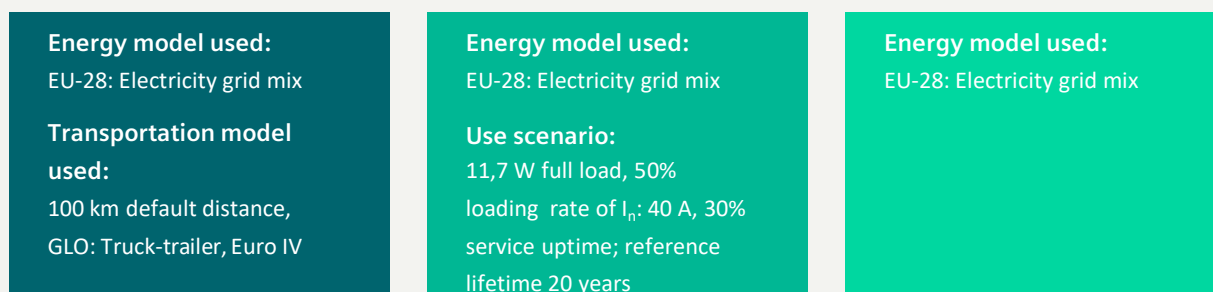 Energy model used:
EU-28: Electricity grid mix
Transportation model
used:
100 km default distance,
GLO: Truck-trailer, Euro IV
Energy model used:
EU-28: Electricity grid mix
Use scenario:
11,7 W full load, 50%
loading rate of Iₙ: 40 A, 30%
service uptime; reference
lifetime 20 years
Energy model used:
EU-28: Electricity grid mix